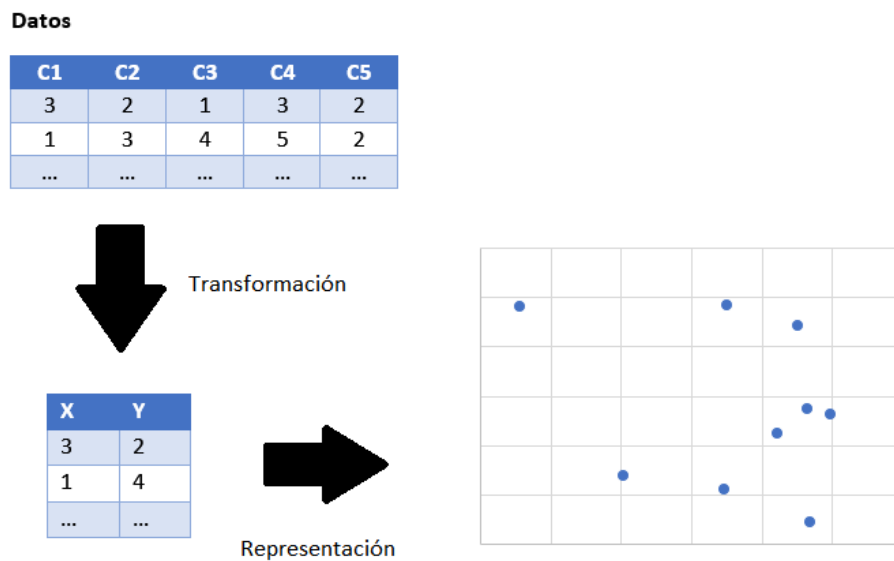 Datos
C1 C2 C3 C4 C5
3 2 1 3 2
1 3 4 5 2
... ... ... ... ...
Transformación
X Y
3 2
1 4
... ...
Representación